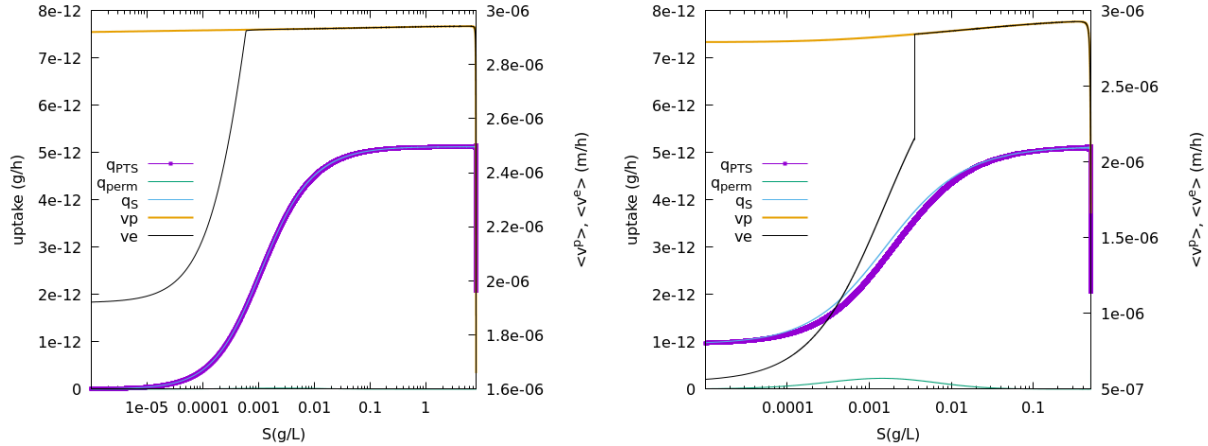 8e-12
7e-12
6e-12
5e-12
4e-12
3e-12
2e-12
1e-12
0
uptake (g/h)
qPTS
qperm
qS
vp
ve
1e-05 0.0001 0.001 0.01 0.1 1
S(g/L)
3e-06
2.8e-06
2.6e-06
2.4e-06
2.2e-06
2e-06
1.8e-06
1.6e-06
<vp>, <ve> (m/h)
8e-12
7e-12
6e-12
5e-12
4e-12
3e-12
2e-12
1e-12
0
uptake (g/h)
qPTS
qperm
qS
vp
ve
0.0001 0.001 0.01 0.1
S(g/L)
3e-06
2.5e-06
2e-06
1.5e-06
1e-06
5e-07
<vp>, <ve> (m/h)